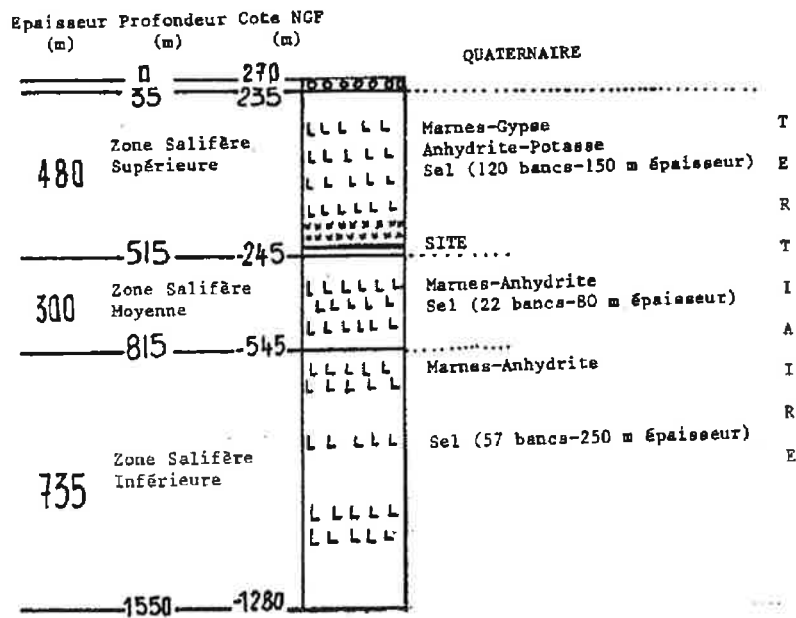 Epaisseur Profondeur Cote NGF
(m) (m) (m)
QUATERNAIRE
0 270
35 235
480 Zone Salifère
Supérieure
Marnes-Gypse
Anhydrite-Potasse
Sel (120 bancs-150 m épaisseur)
SITE
515 -245
300 Zone Salifère
Moyenne
Marnes-Anhydrite
Sel (22 bancs-80 m épaisseur)
815 -545
Marnes-Anhydrite
Sel (57 bancs-250 m épaisseur)
735 Zone Salifère
Inférieure
1550 -1280
T
E
R
T
I
A
I
R
E